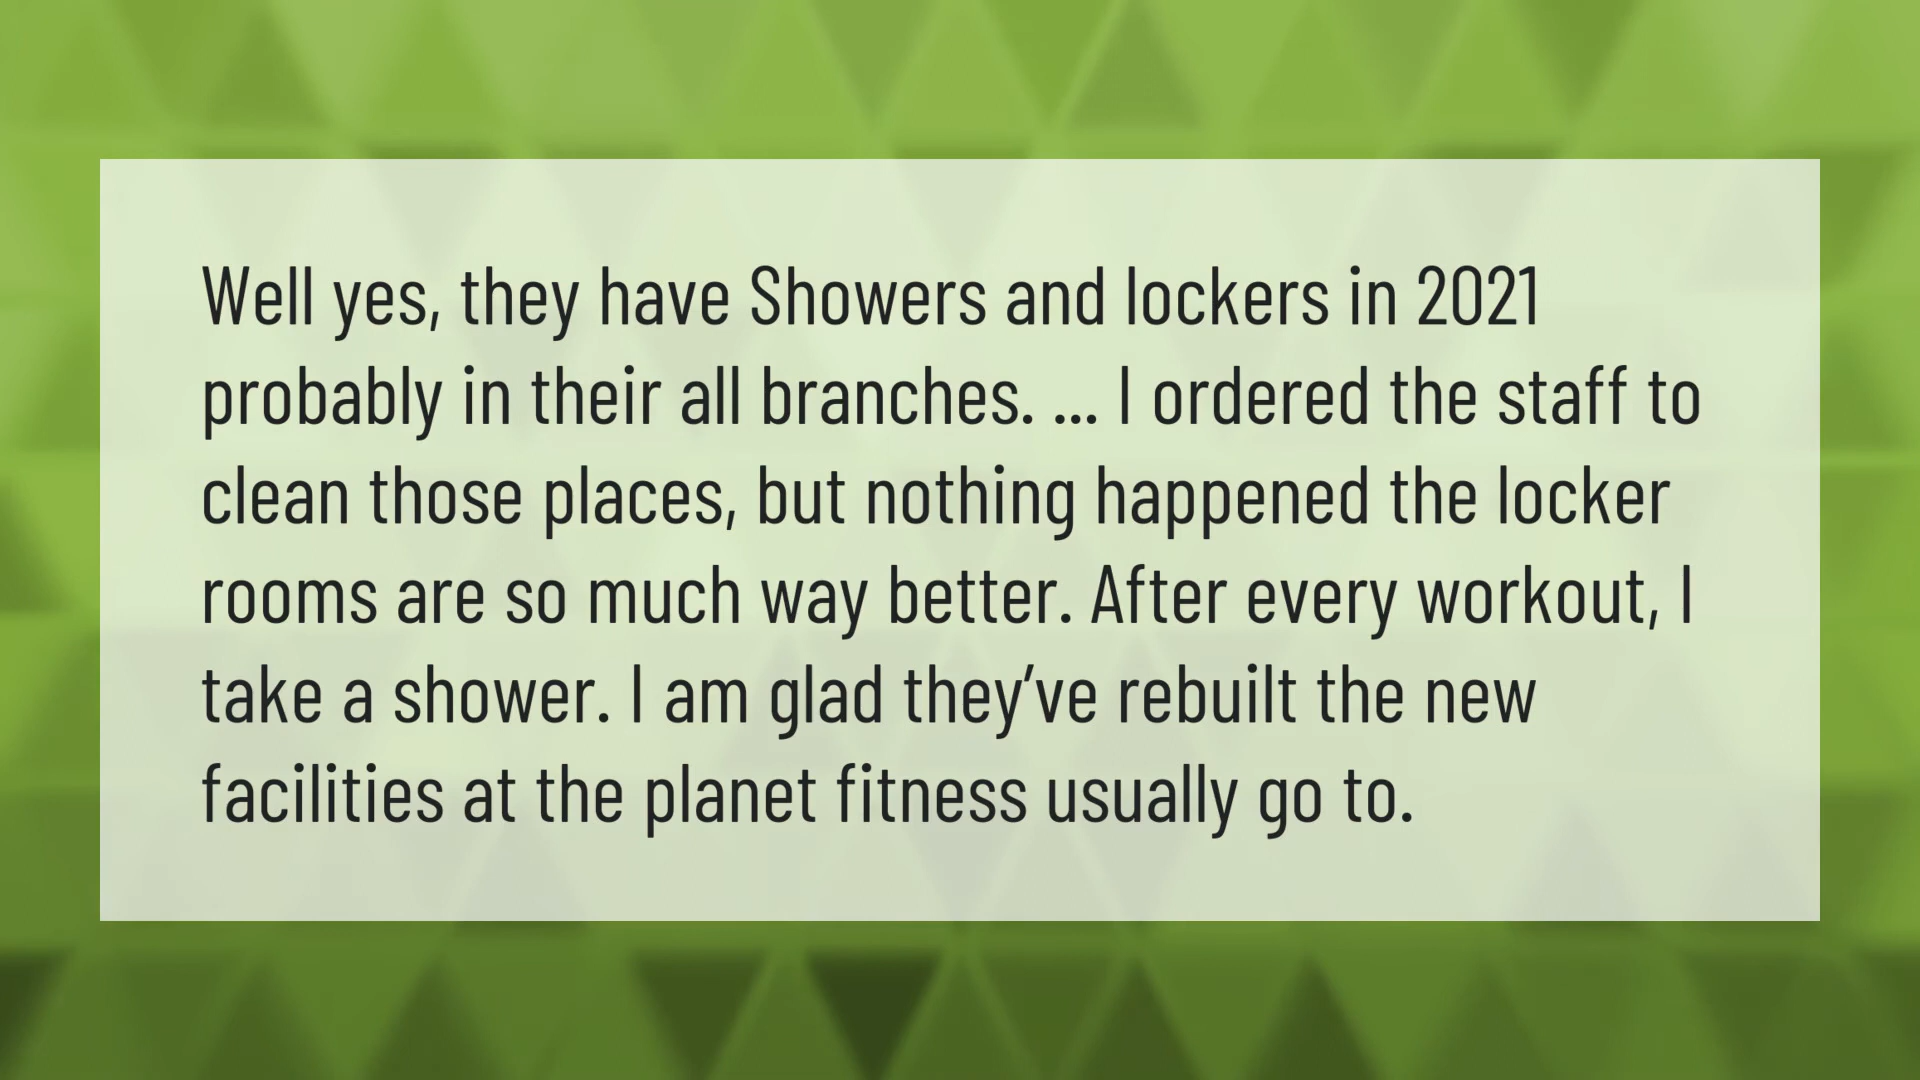 Well yes, they have Showers and lockers in 2021
probably in their all branches. ... I ordered the staff to
clean those places, but nothing happened the locker
rooms are so much way better. After every workout, I
take a shower. I am glad they’ve rebuilt the new
facilities at the planet fitness usually go to.